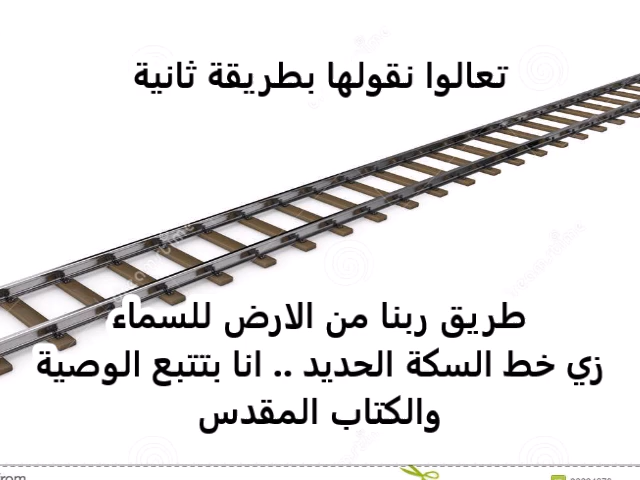 تعالوا نقولها بطريقة ثانية
طريق ربنا من الارض للسماء
زي خط السكة الحديد .. انا بتتبع الوصية
والكتاب المقدس